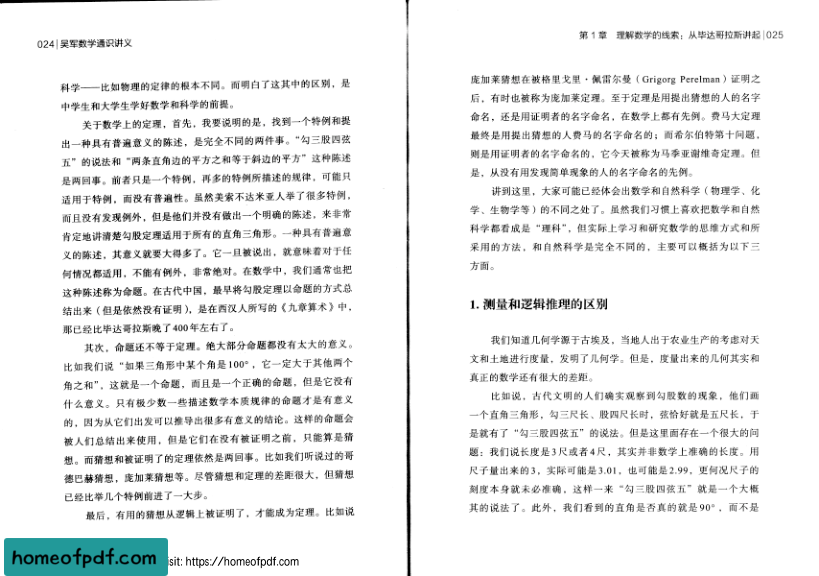 024|吴军数学通识讲义
科学——比如物理的定律的根本不同。而明白了这其中的区别，是
中学生和大学生学好数学和科学的前提。
关于数学上的定理，首先，我要说明的是，找到一个特例和提
出一种具有普遍意义的陈述，是完全不同的两件事。“勾三股四弦
五”的说法和“两条直角边的平方之和等于斜边的平方”这种陈述
是两回事。前者只是一个特例，再多的特例所描述的规律，可能只
适用于特例，而没有普遍性。虽然美索不达米亚人举了很多特例，
而且没有发现例外，但是他们并没有做出一个明确的陈述，来非常
肯定地讲清楚勾股定理适用于所有的直角三角形。一种具有普遍意
义的陈述，其意义就要大得多了。它一旦被说出，就意味着对于任
何情况都适用，不能有例外，非常绝对。在数学中，我们通常也把
这种陈述称为命题。在古代中国，最早将勾股定理以命题的方式总
结出来（但是依然没有证明），是在西汉人所写的《九章算术》中，
那已经比毕达哥拉斯晚了400年左右了。
其次，命题还不等于定理。绝大部分命题都没有太大的意义。
比如我们说“如果三角形中某个角是100°，它一定大于其他两个
角之和”，这就是一个命题，而且是一个正确的命题，但是它没有
什么意义。只有极少数一些描述数学本质规律的命题才是有意义
的，因为从它们出发可以推导出很多有意义的结论。这样的命题会
被人们总结出来使用，但是它们在没有被证明之前，只能算是猜
想。而猜想和被证明了的定理依然是两回事。比如我们听说过的哥
德巴赫猜想，庞加莱猜想等。尽管猜想和定理的差距很大，但猜想
已经比举几个特例前进了一大步。
最后，有用的猜想从逻辑上被证明了，才能成为定理。比如说
homeofpdf.com
isit: https://homeofpdf.com
第1章 理解数学的线索：从毕达哥拉斯讲起|025
庞加莱猜想在被格里戈里·佩雷尔曼（Grigorg Perelman）证明之
后，有时也被称为庞加莱定理。至于定理是用提出猜想的人的名字
命名，还是用证明者的名字命名，在数学上都有先例。费马大定理
最终是用提出猜想的人费马的名字命名的；而希尔伯特第十问题，
则是用证明者的名字命名的，它今天被称为马季亚谢维奇定理。但
是，从没有用发现简单现象的人的名字命名的先例。
讲到这里，大家可能已经体会出数学和自然科学（物理学、化
学、生物学等）的不同之处了。虽然我们习惯上喜欢把数学和自然
科学都看成是“理科”，但实际上学习和研究数学的思维方式和所
采用的方法，和自然科学是完全不同的，主要可以概括为以下三
方面。
1. 测量和逻辑推理的区别
我们知道几何学源于古埃及，当地人出于农业生产的考虑对天
文和土地进行度量，发明了几何学。但是，度量出来的几何其实和
真正的数学还有很大的差距。
比如说，古代文明的人们确实观察到勾股数的现象，他们画
一个直角三角形，勾三尺长、股四尺长时，弦恰好就是五尺长，于
是就有了“勾三股四弦五”的说法。但是这里面存在一个很大的问
题：我们说长度是3尺或者4尺，其实并非数学上准确的长度。用
尺子量出来的3，实际可能是3.01，也可能是2.99，更何况尺子的
刻度本身就未必准确，这样一来“勾三股四弦五”就是一个大概
其的说法了。此外，我们看到的直角是否真的就是90°，而不是